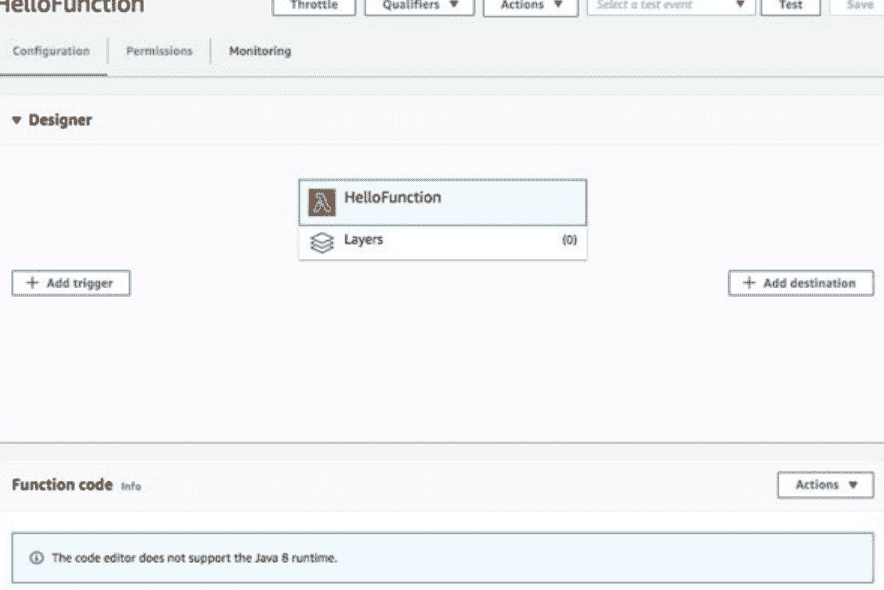 HelloFunction
Throttle
Qualifiers
Actions
Select a test event
Test
Save
Configuration
Permissions
Monitoring
Designer
HelloFunction
Layers (0)
+ Add trigger
+ Add destination
Function code Info
Actions
The code editor does not support the Java 8 runtime.